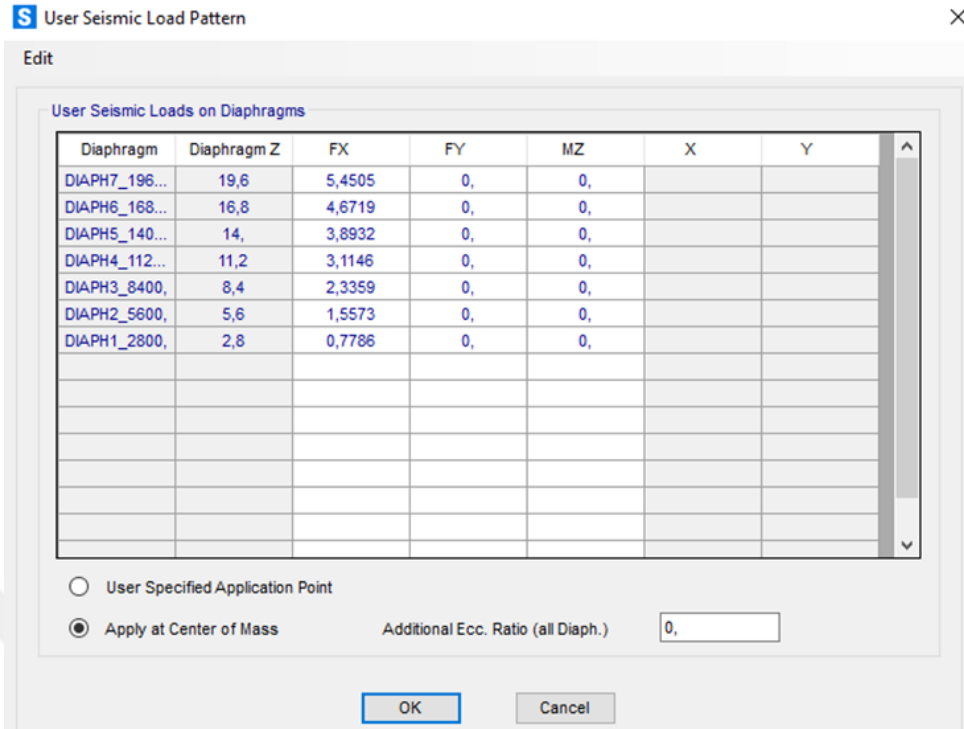 S User Seismic Load Pattern
Edit
User Seismic Loads on Diaphragms
Diaphragm Diaphragm Z FX FY MZ X Y
DIAPH7_196... 19,6 5,4505 0, 0,
DIAPH6_168... 16,8 4,6719 0, 0,
DIAPH5_140... 14, 3,8932 0, 0,
DIAPH4_112... 11,2 3,1146 0, 0,
DIAPH3_8400, 8,4 2,3359 0, 0,
DIAPH2_5600, 5,6 1,5573 0, 0,
DIAPH1_2800, 2,8 0,7786 0, 0,
User Specified Application Point
Apply at Center of Mass Additional Ecc. Ratio (all Diaph.) 0,
OK Cancel